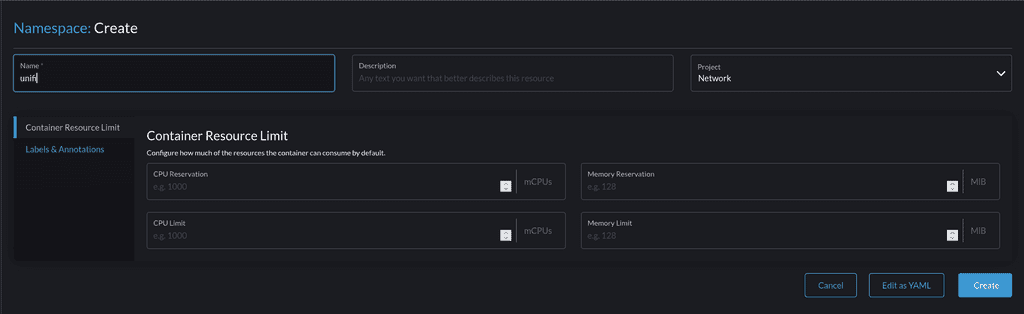 Namespace: Create
Name *
unifi
Description
Any text you want that better describes this resource
Project
Network
Container Resource Limit
Labels & Annotations
Container Resource Limit
Configure how much of the resources the container can consume by default.
CPU Reservation
e.g. 1000
mCPUs
Memory Reservation
e.g. 128
MIB
CPU Limit
e.g. 1000
mCPUs
Memory Limit
e.g. 128
MIB
Cancel
Edit as YAML
Create